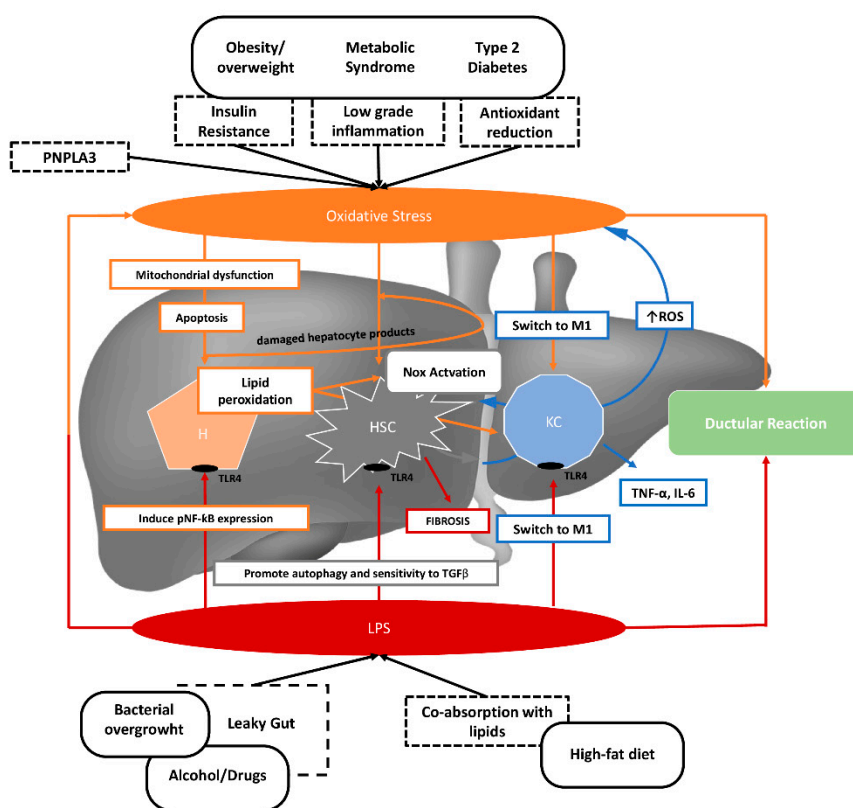 Obesity/
overweight
Metabolic
Syndrome
Type 2
Diabetes
Insulin
Resistance
Low grade
inflammation
Antioxidant
reduction
PNPLA3
Oxidative Stress
Mitochondrial dysfunction
Apoptosis
Switch to M1
↑ROS
damaged hepatocyte products
Lipid
peroxidation
Nox Actvation
H
HSC
KC
Ductular Reaction
TLR4
TLR4
TLR4
TNF-α, IL-6
Induce pNF-kB expression
FIBROSIS
Switch to M1
Promote autophagy and sensitivity to TGFβ
LPS
Bacterial
overgrowht
Leaky Gut
Alcohol/Drugs
Co-absorption with
lipids
High-fat diet